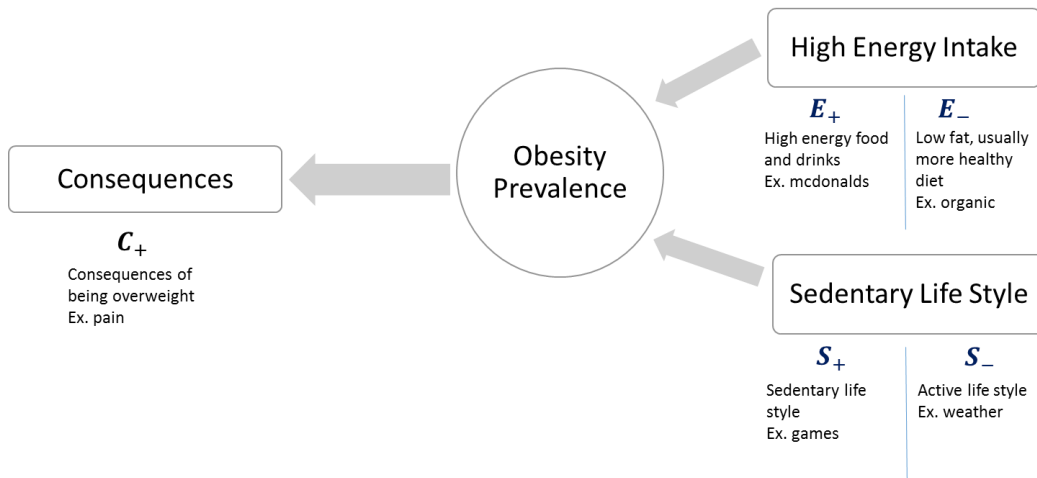 High Energy Intake
E+
High energy food
and drinks
Ex. mcdonalds
E−
Low fat, usually
more healthy
diet
Ex. organic
Obesity
Prevalence
Consequences
C+
Consequences of
being overweight
Ex. pain
Sedentary Life Style
S+
Sedentary life
style
Ex. games
S−
Active life style
Ex. weather